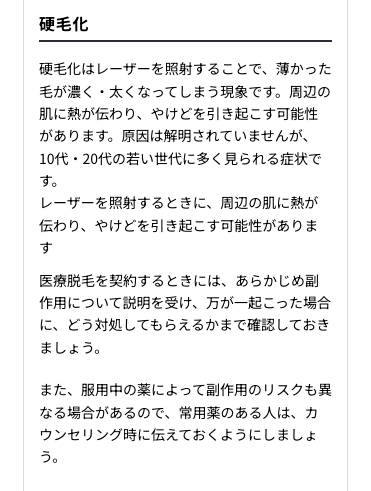 硬毛化
硬毛化はレーザーを照射することで、薄かった
毛が濃く・太くなってしまう現象です。周辺の
肌に熱が伝わり、やけどを引き起こす可能性
があります。原因は解明されていませんが、
10代・20代の若い世代に多く見られる症状で
す。
レーザーを照射するときに、周辺の肌に熱が
伝わり、やけどを引き起こす可能性がありま
す
医療脱毛を契約するときには、あらかじめ副
作用について説明を受け、万が一起こった場合
に、どう対処してもらえるかまで確認しておき
ましょう。
また、服用中の薬によって副作用のリスクも異
なる場合があるので、常用薬のある人は、カ
ウンセリング時に伝えておくようにしましょ
う。